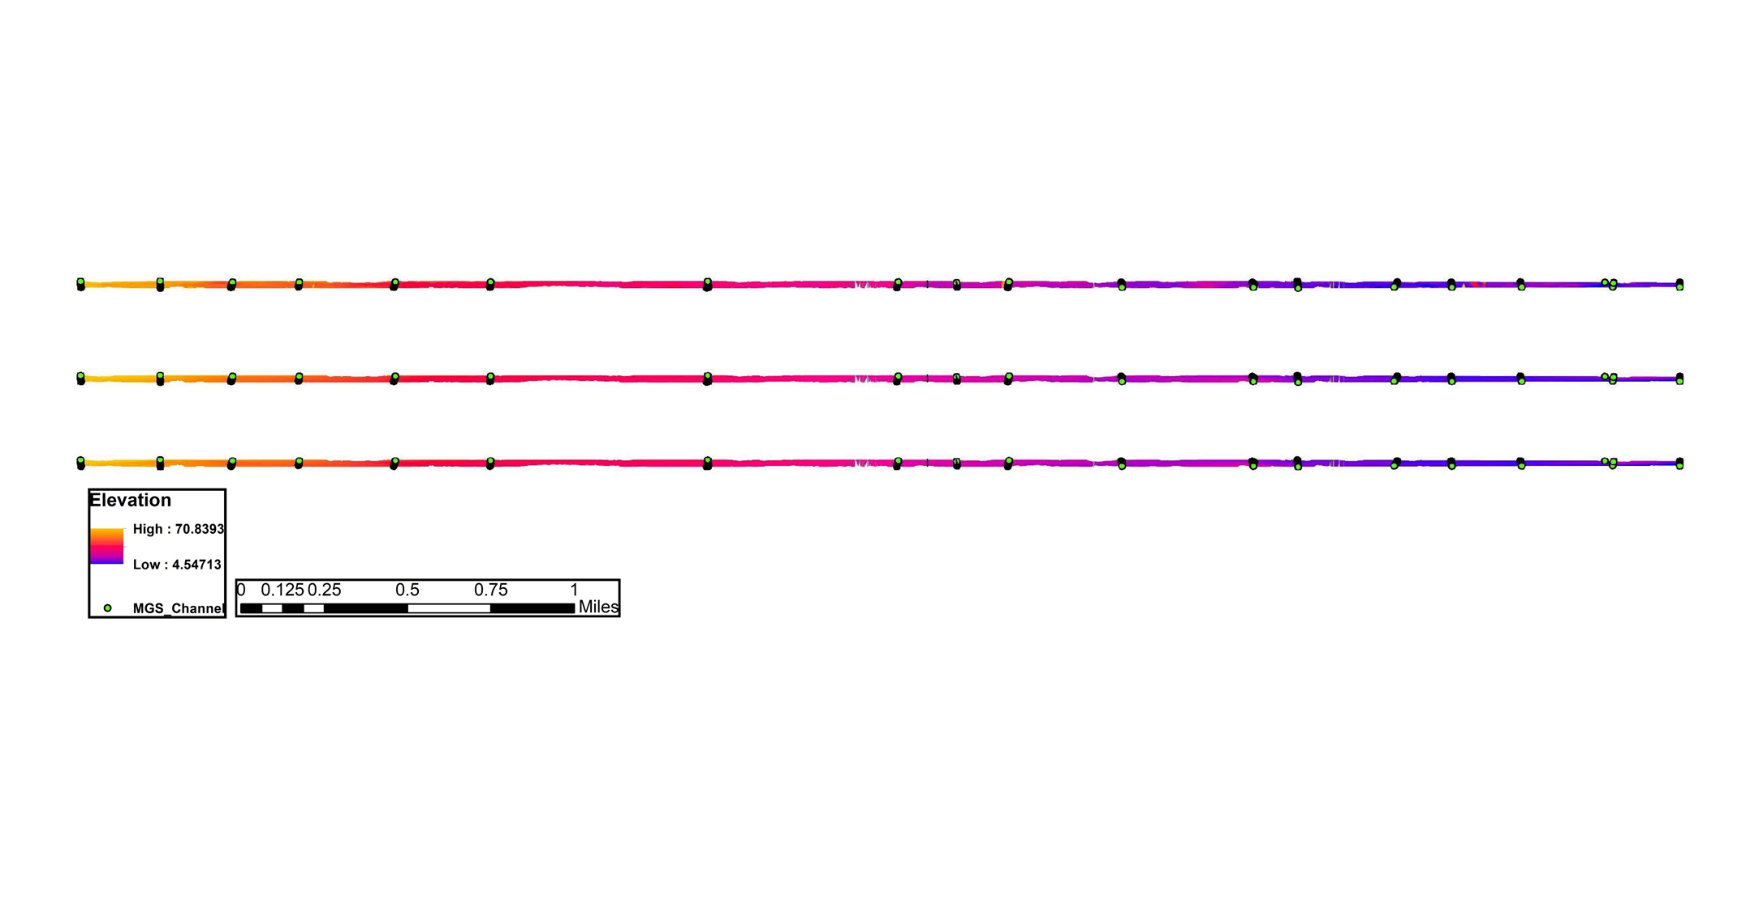 Elevation
High : 70.8393
Low : 4.54713
MGS_Channel
0 0.125 0.25 0.5 0.75 1
Miles